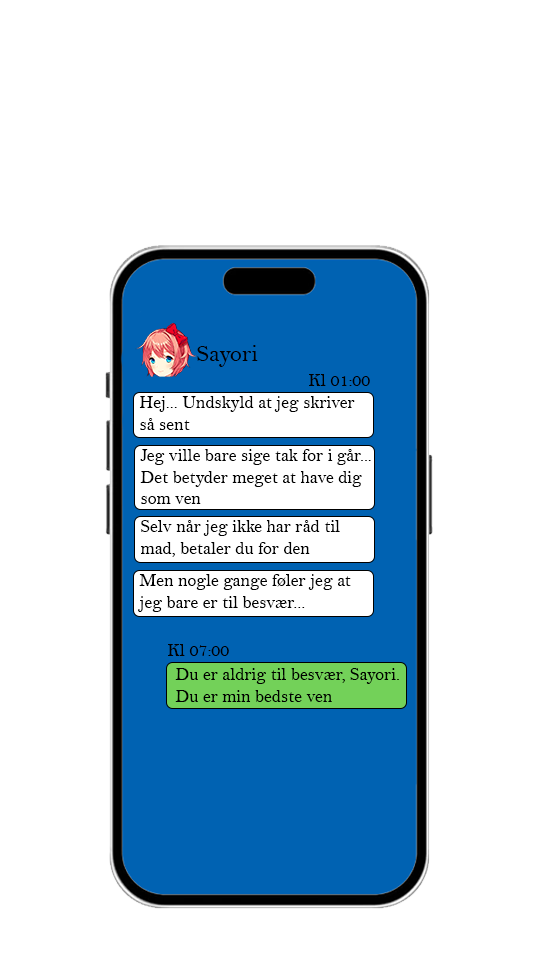 Sayori
Kl 01:00
Hej... Undskyld at jeg skriver
så sent
Jeg ville bare sige tak for i går...
Det betyder meget at have dig
som ven
Selv når jeg ikke har råd til
mad, betaler du for den
Men nogle gange føler jeg at
jeg bare er til besvær...
Kl 07:00
Du er aldrig til besvær, Sayori.
Du er min bedste ven